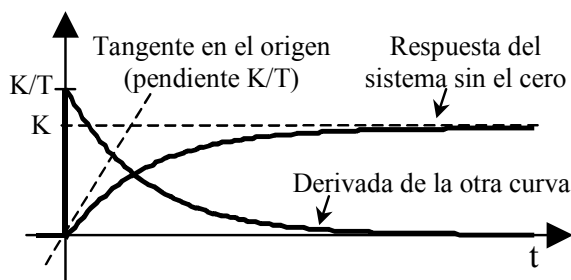 Tangente en el origen
(pendiente K/T)
Respuesta del
sistema sin el cero
K/T
K
Derivada de la otra curva
t